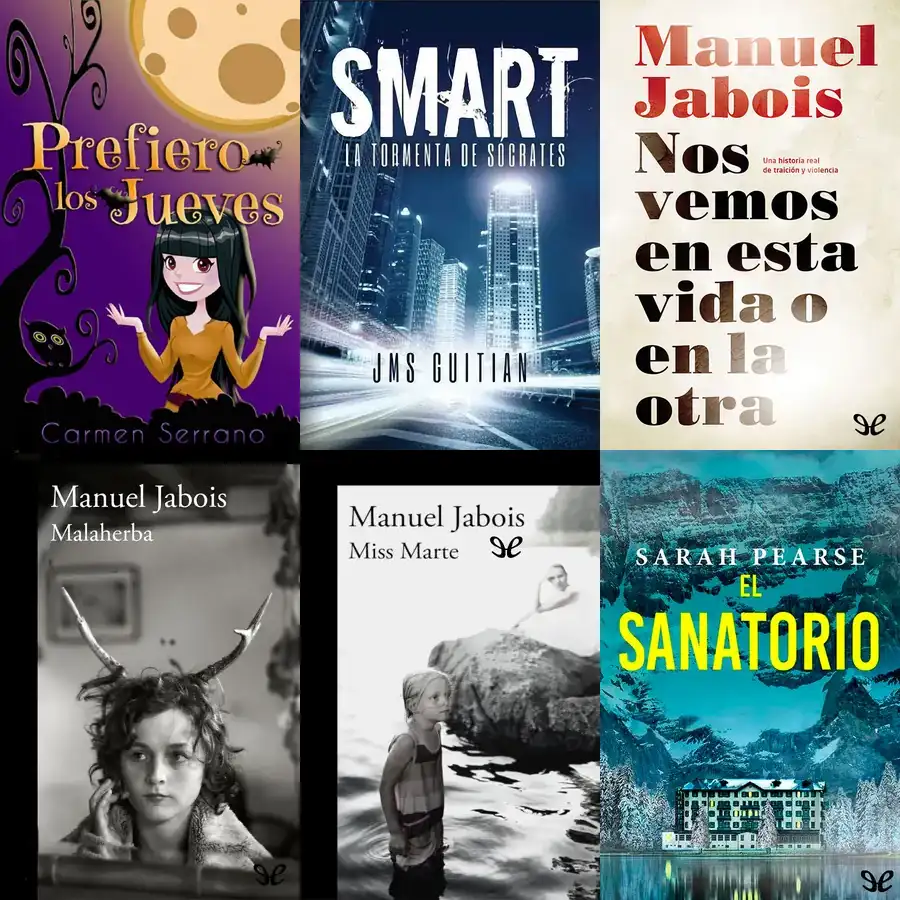 Prefiero
los Jueves
Carmen Serrano
SMART
LA TORMENTA DE SÓCRATES
JMS GUITIAN
Manuel
Jabois
Nos
vemos
en esta
vida o
en la
otra
Una historia real
de traición y violencia
Manuel Jabois
Malaherba
Manuel Jabois
Miss Marte
SARAH PEARSE
EL
SANATORIO